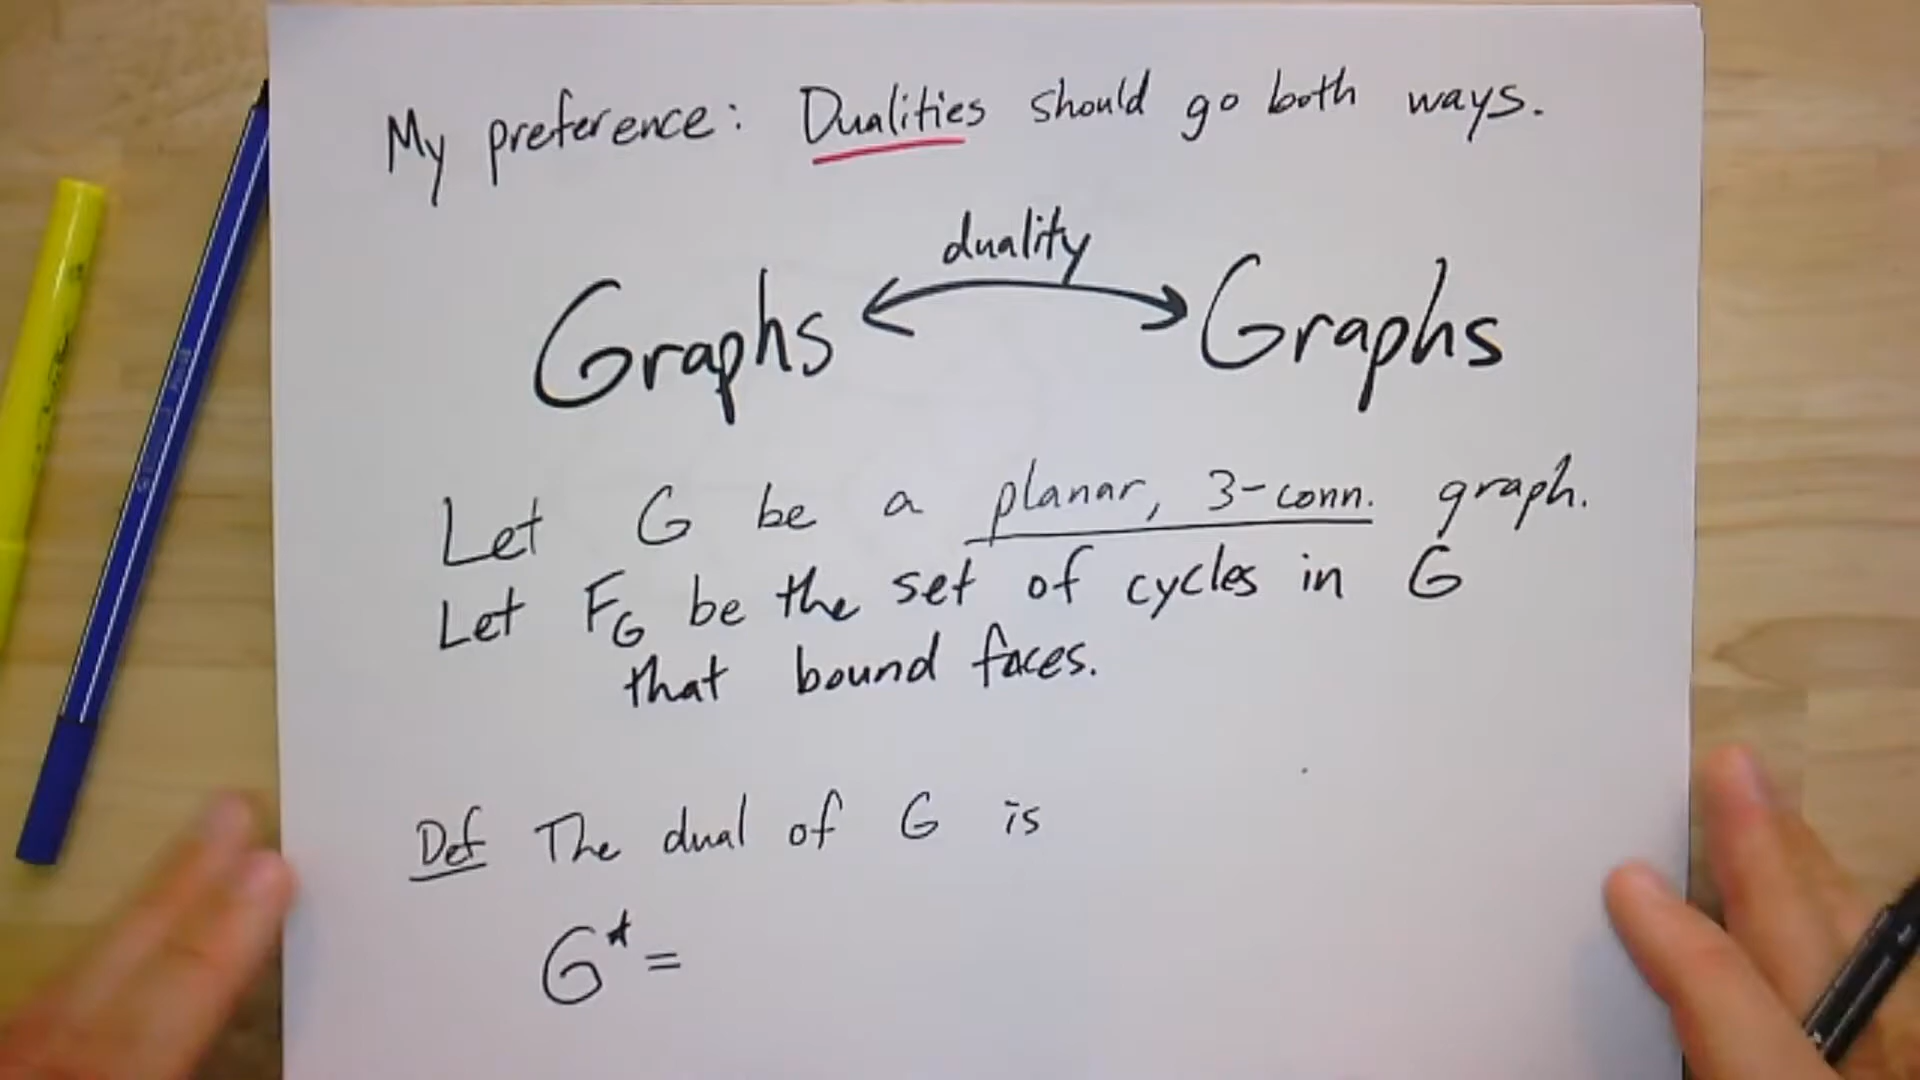 My preference: Dualities should go both ways.
duality
Graphs Graphs
Let G be a planar, 3-conn. graph.
Let F_G be the set of cycles in G
that bound faces.
Def The dual of G is
G* =